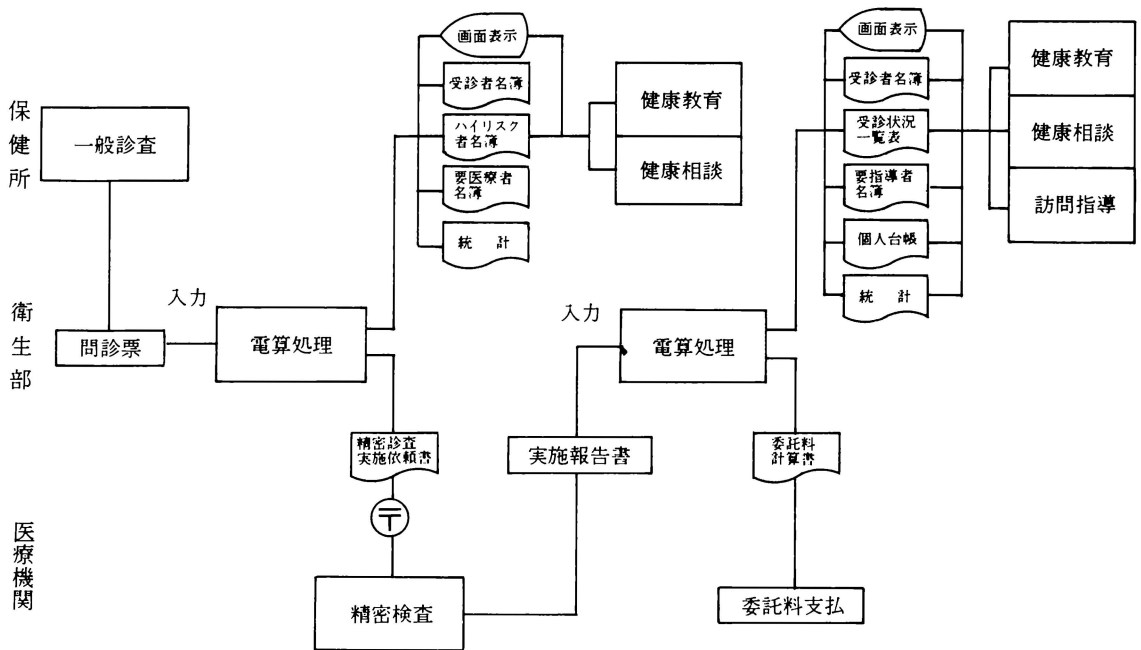 保健所
衛生部
医療機関
一般診査
問診票
入力
電算処理
画面表示
受診者名簿
ハイリスク
者名簿
要医療者
名簿
統　計
健康教育
健康相談
精密診査
実施依頼書
〒
精密検査
実施報告書
入力
電算処理
画面表示
受診者名簿
受診状況
一覧表
要指導者
名簿
個人台帳
統　計
健康教育
健康相談
訪問指導
委託料
計算書
委託料支払